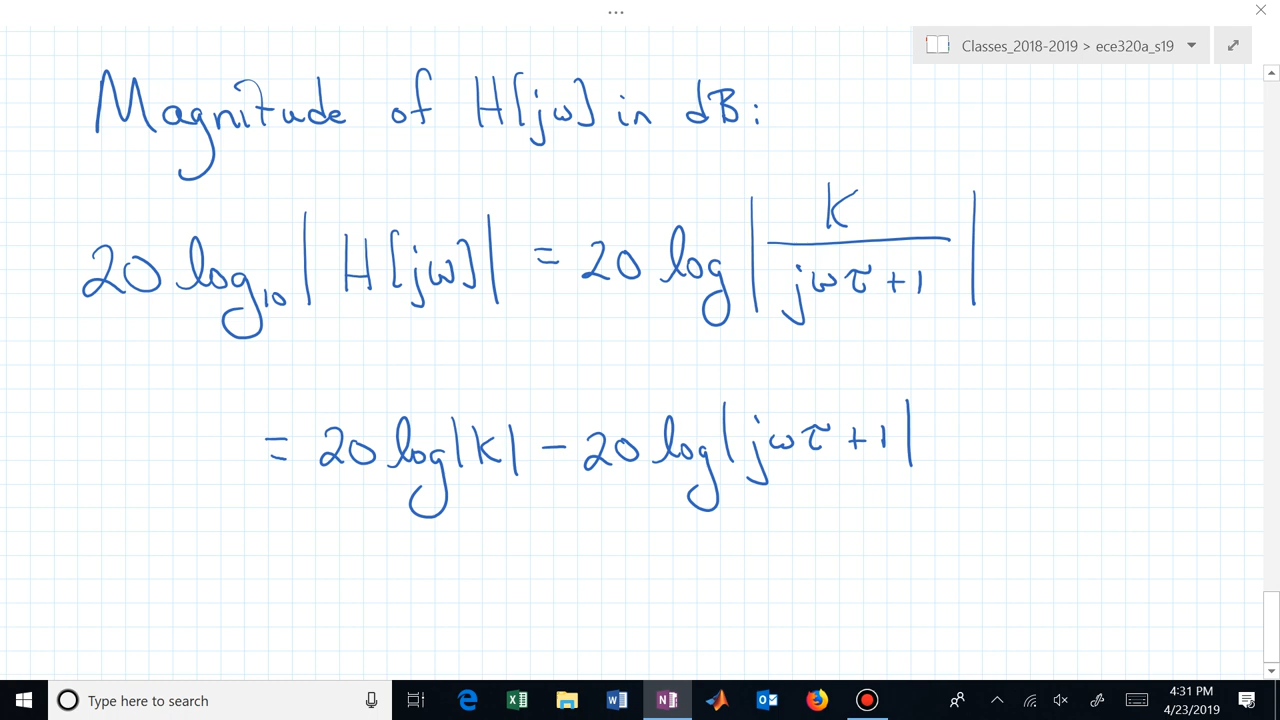 ...
Classes_2018-2019 > ece320a_s19
Magnitude of H[jω] in dB:
20 log₁₀ | H[jω] | = 20 log | K / (jωτ + 1) |
= 20 log|K| − 20 log| jωτ + 1 |
Type here to search
4:31 PM
4/23/2019